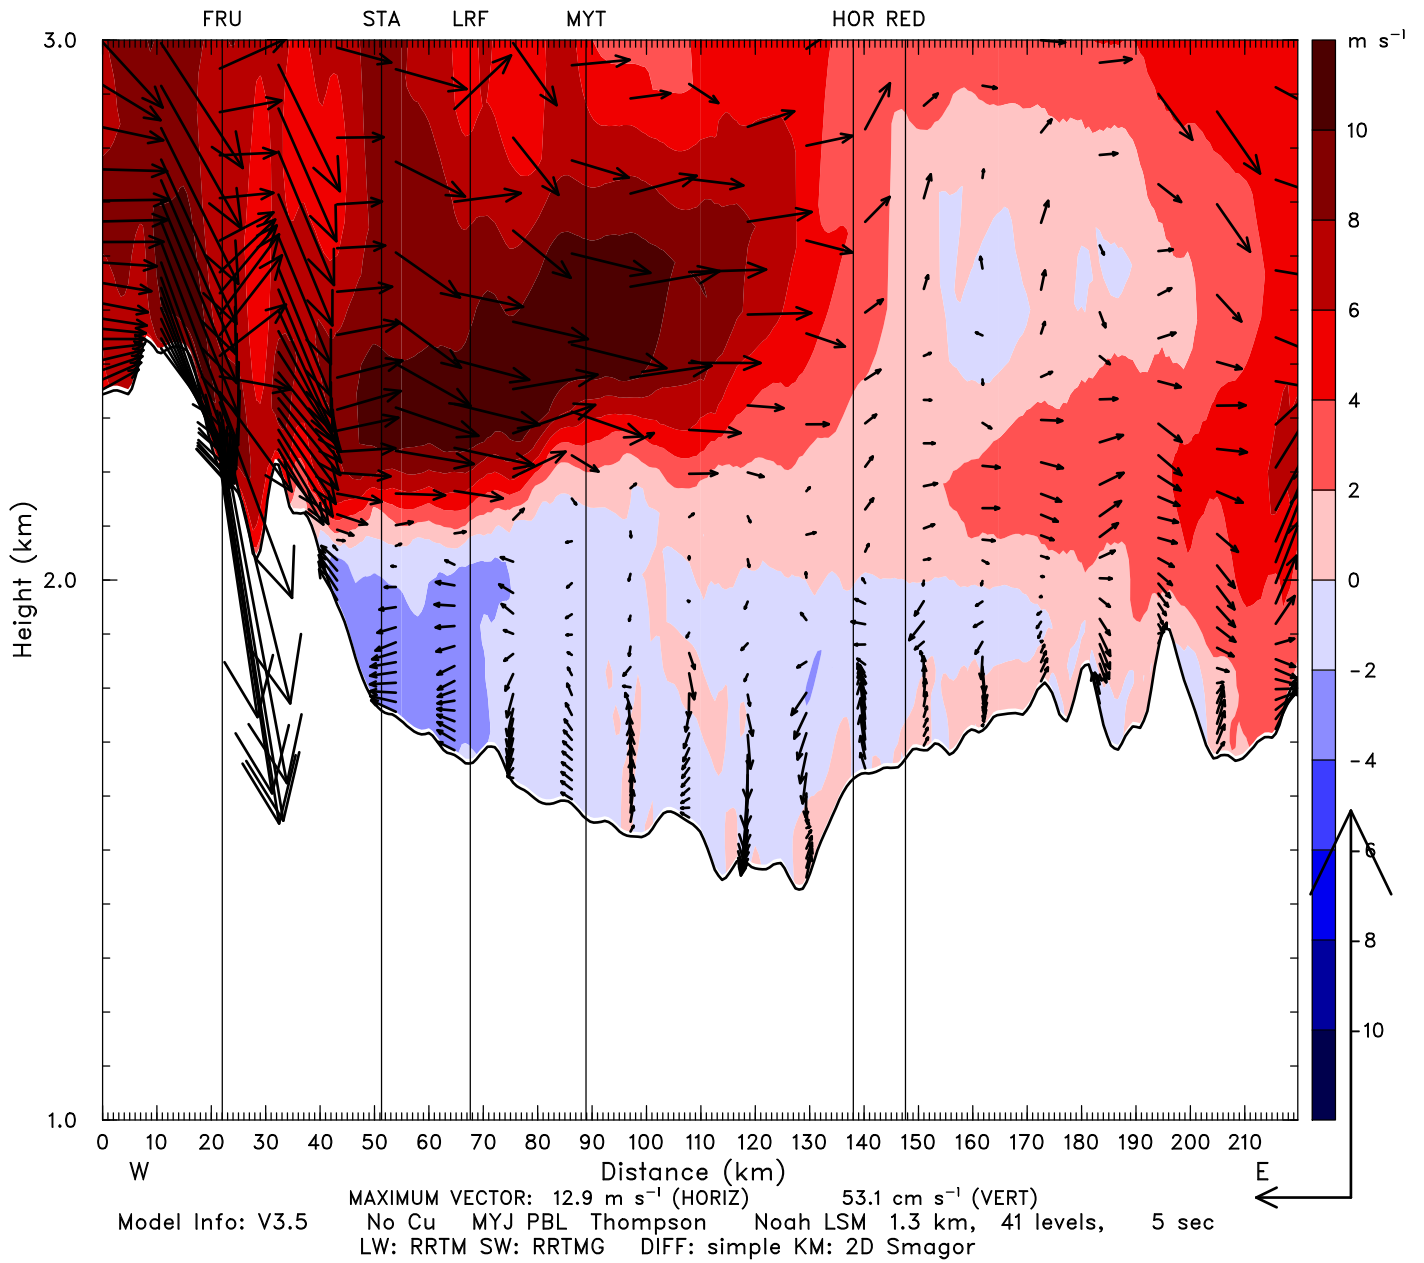 FRU STA LRF MYT HOR RED
3.0 m s⁻¹
10
8
6
4
2
2.0 0
-2
-4
-6
-8
-10
Height (km)
1.0
0 10 20 30 40 50 60 70 80 90 100 110 120 130 140 150 160 170 180 190 200 210
W Distance (km) E
MAXIMUM VECTOR: 12.9 m s⁻¹ (HORIZ) 53.1 cm s⁻¹ (VERT)
Model Info: V3.5 No Cu MYJ PBL Thompson Noah LSM 1.3 km, 41 levels, 5 sec
LW: RRTM SW: RRTMG DIFF: simple KM: 2D Smagor